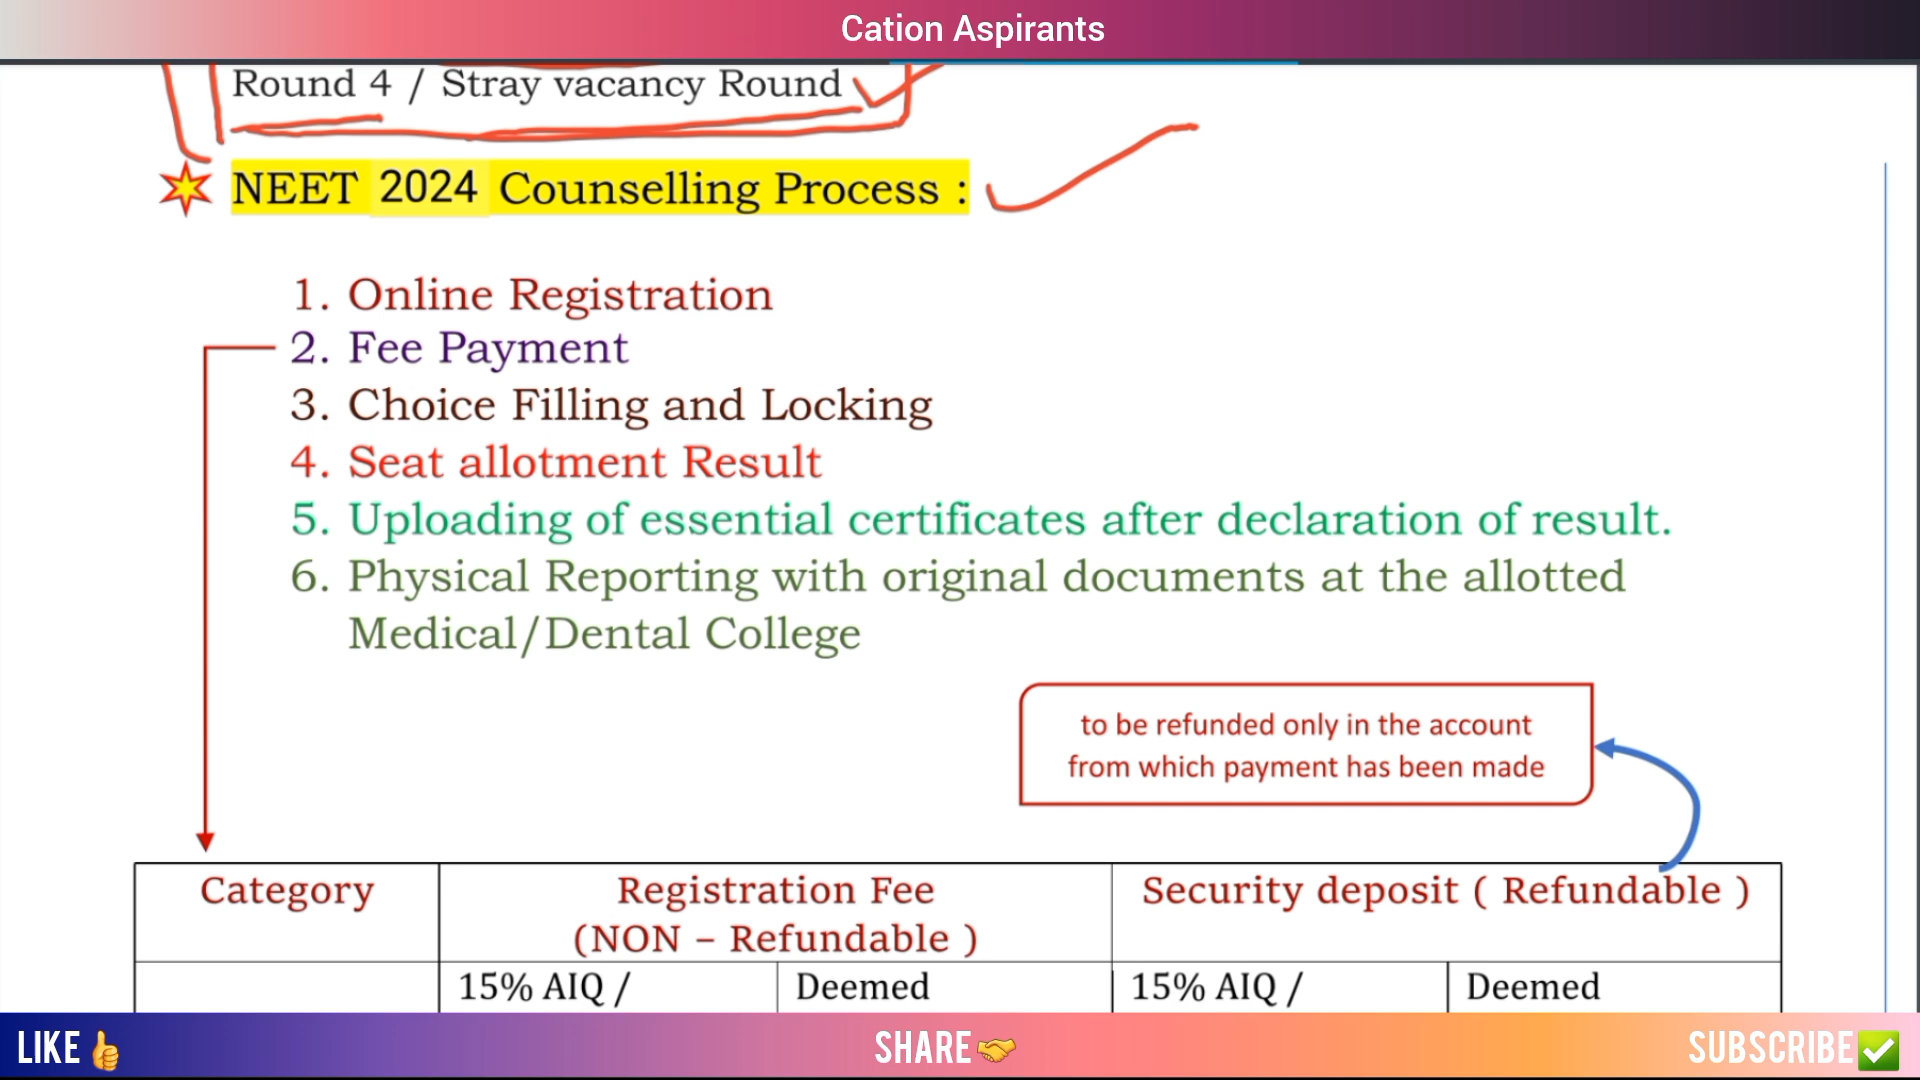 Cation Aspirants
Round 4 / Stray vacancy Round
NEET 2024 Counselling Process :
1. Online Registration
2. Fee Payment
3. Choice Filling and Locking
4. Seat allotment Result
5. Uploading of essential certificates after declaration of result.
6. Physical Reporting with original documents at the allotted
Medical/Dental College
to be refunded only in the account
from which payment has been made
Category
Registration Fee
(NON – Refundable )
Security deposit ( Refundable )
15% AIQ /
Deemed
15% AIQ /
Deemed
LIKE
SHARE
SUBSCRIBE